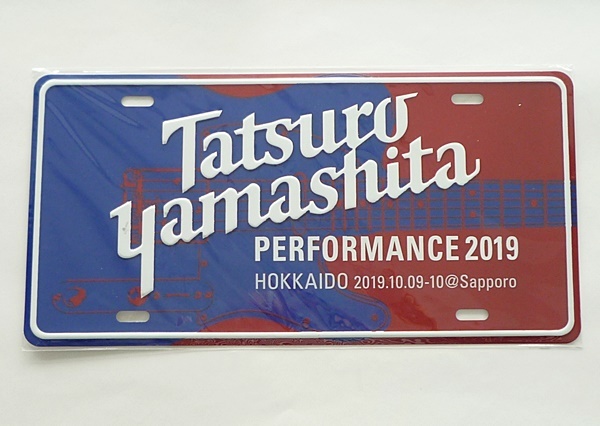 Tatsuro
yamashita
PERFORMANCE 2019
HOKKAIDO 2019.10.09-10@Sapporo